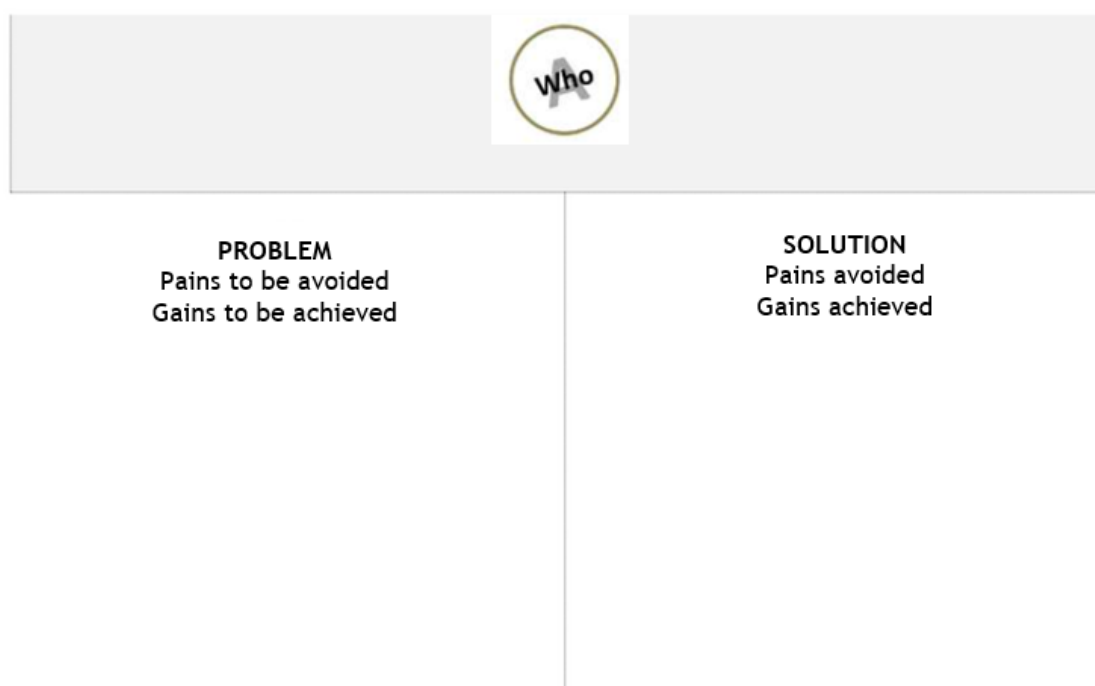 Who
A
PROBLEM
Pains to be avoided
Gains to be achieved
SOLUTION
Pains avoided
Gains achieved